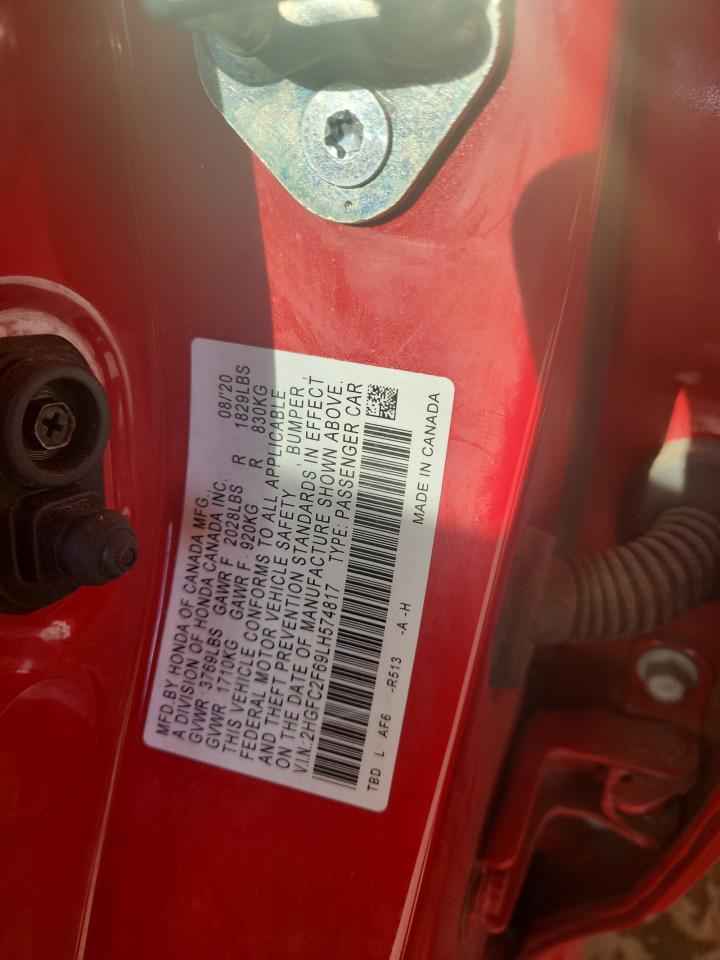 MFD.BY HONDA OF CANADA MFG., 08/'20
A DIVISION OF HONDA CANADA INC.
GVWR 3769LBS GAWR F 2028LBS R 1829LBS
GVWR 1710KG GAWR F 920KG R 830KG
THIS VEHICLE CONFORMS TO ALL APPLICABLE
FEDERAL MOTOR VEHICLE SAFETY , BUMPER ,
AND THEFT PREVENTION STANDARDS IN EFFECT
ON THE DATE OF MANUFACTURE SHOWN ABOVE.
V.I.N.:2HGFC2F69LH574817 TYPE: PASSENGER CAR
TBD L AF6 -R513 -A -H MADE IN CANADA